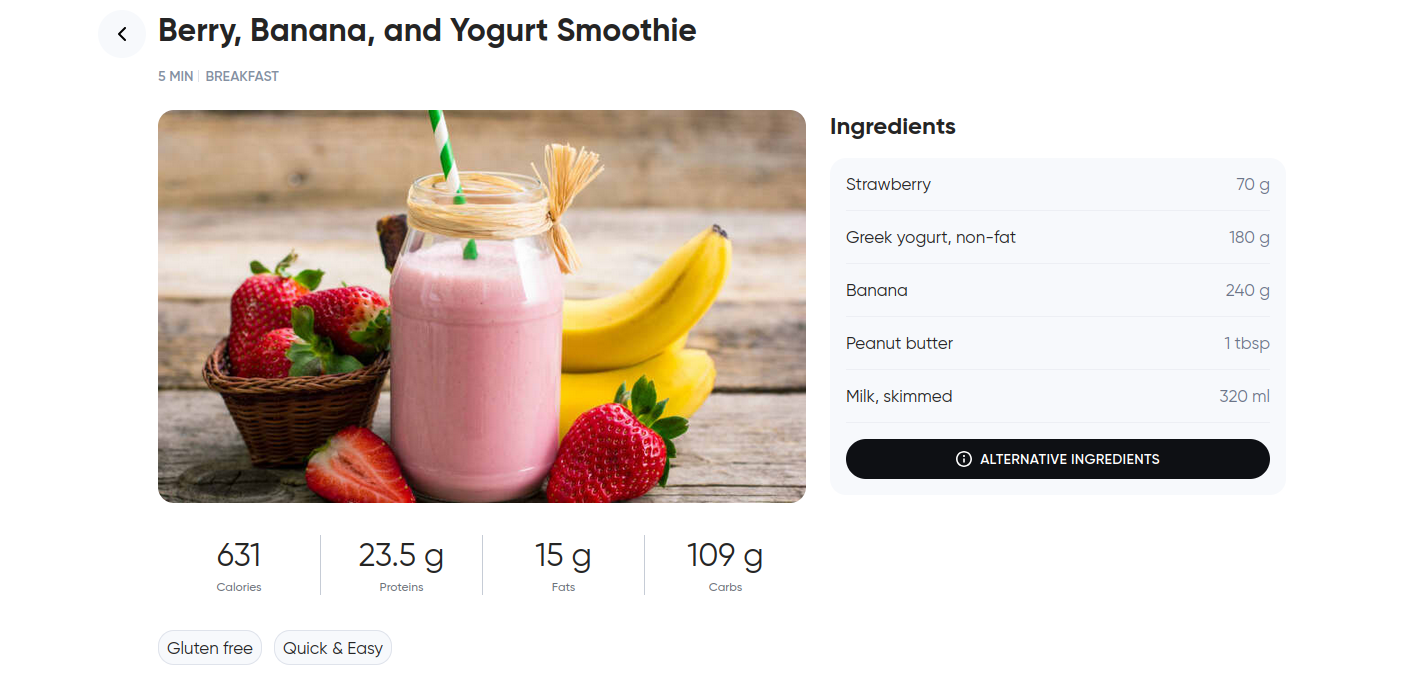 Berry, Banana, and Yogurt Smoothie
5 MIN | BREAKFAST
Ingredients
Strawberry 70 g
Greek yogurt, non-fat 180 g
Banana 240 g
Peanut butter 1 tbsp
Milk, skimmed 320 ml
ALTERNATIVE INGREDIENTS
631 23.5 g 15 g 109 g
Calories Proteins Fats Carbs
Gluten free Quick & Easy